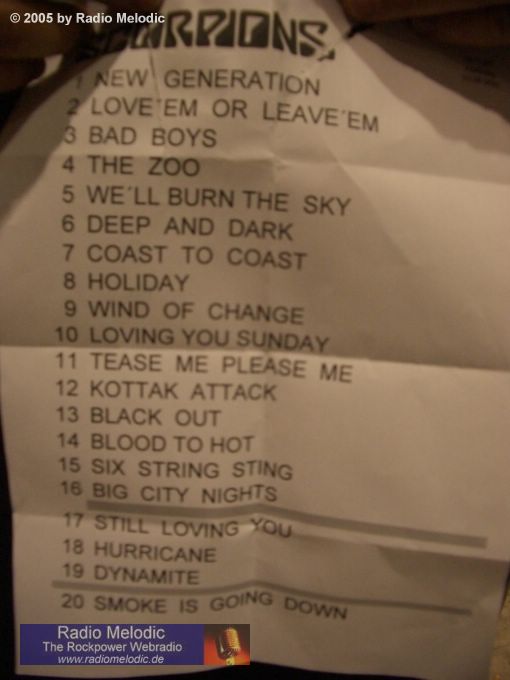 © 2005 by Radio Melodic
SCORPIONS
1 NEW GENERATION
2 LOVE´EM OR LEAVE´EM
3 BAD BOYS
4 THE ZOO
5 WE´LL BURN THE SKY
6 DEEP AND DARK
7 COAST TO COAST
8 HOLIDAY
9 WIND OF CHANGE
10 LOVING YOU SUNDAY
11 TEASE ME PLEASE ME
12 KOTTAK ATTACK
13 BLACK OUT
14 BLOOD TO HOT
15 SIX STRING STING
16 BIG CITY NIGHTS
17 STILL LOVING YOU
18 HURRICANE
19 DYNAMITE
20 SMOKE IS GOING DOWN
Radio Melodic
The Rockpower Webradio
www.radiomelodic.de